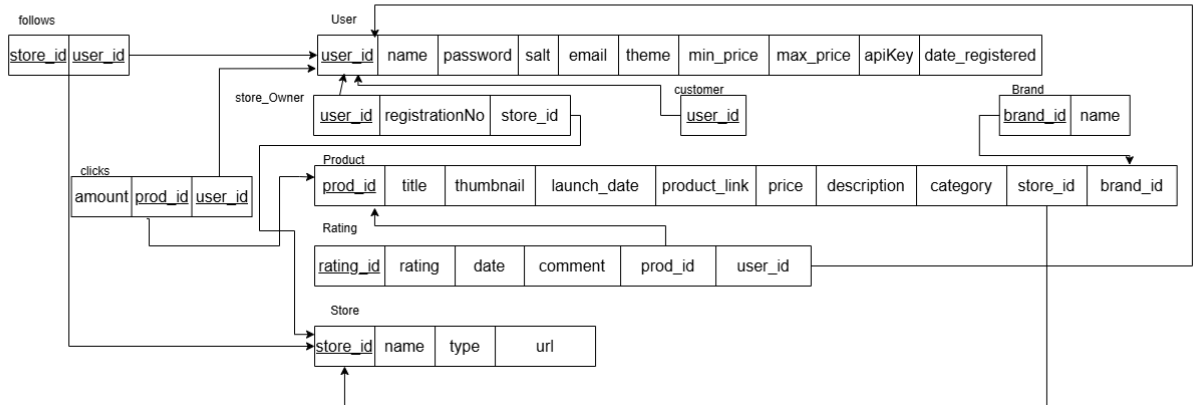 follows
User
store_id user_id
user_id name password salt email theme min_price max_price apiKey date_registered
store_Owner
customer
Brand
user_id registrationNo store_id
user_id
brand_id name
Product
clicks
prod_id title thumbnail launch_date product_link price description category store_id brand_id
amount prod_id user_id
Rating
rating_id rating date comment prod_id user_id
Store
store_id name type url